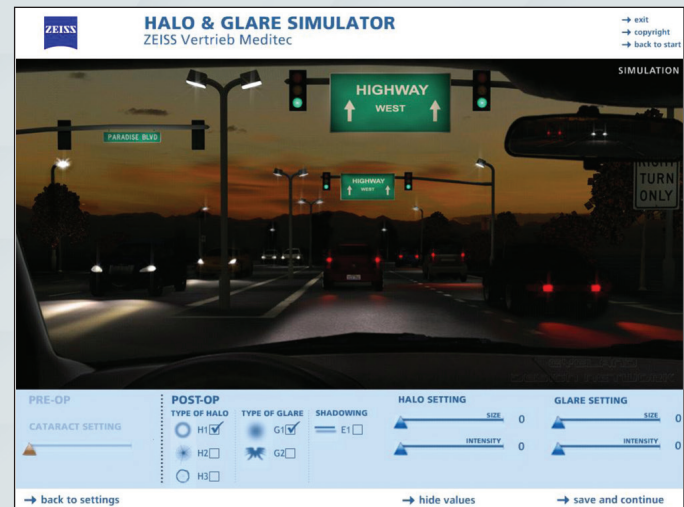 ZEISS
HALO & GLARE SIMULATOR
ZEISS Vertrieb Meditec
→ exit
→ copyright
→ back to start
SIMULATION
HIGHWAY
WEST
PARADISE BLVD
HIGHWAY
WEST
RIGHT
TURN
ONLY
PRE-OP
CATARACT SETTING
POST-OP
TYPE OF HALO
H1
H2
H3
TYPE OF GLARE
G1
G2
SHADOWING
E1
HALO SETTING
SIZE 0
INTENSITY 0
GLARE SETTING
SIZE 0
INTENSITY 0
→ back to settings
→ hide values
→ save and continue